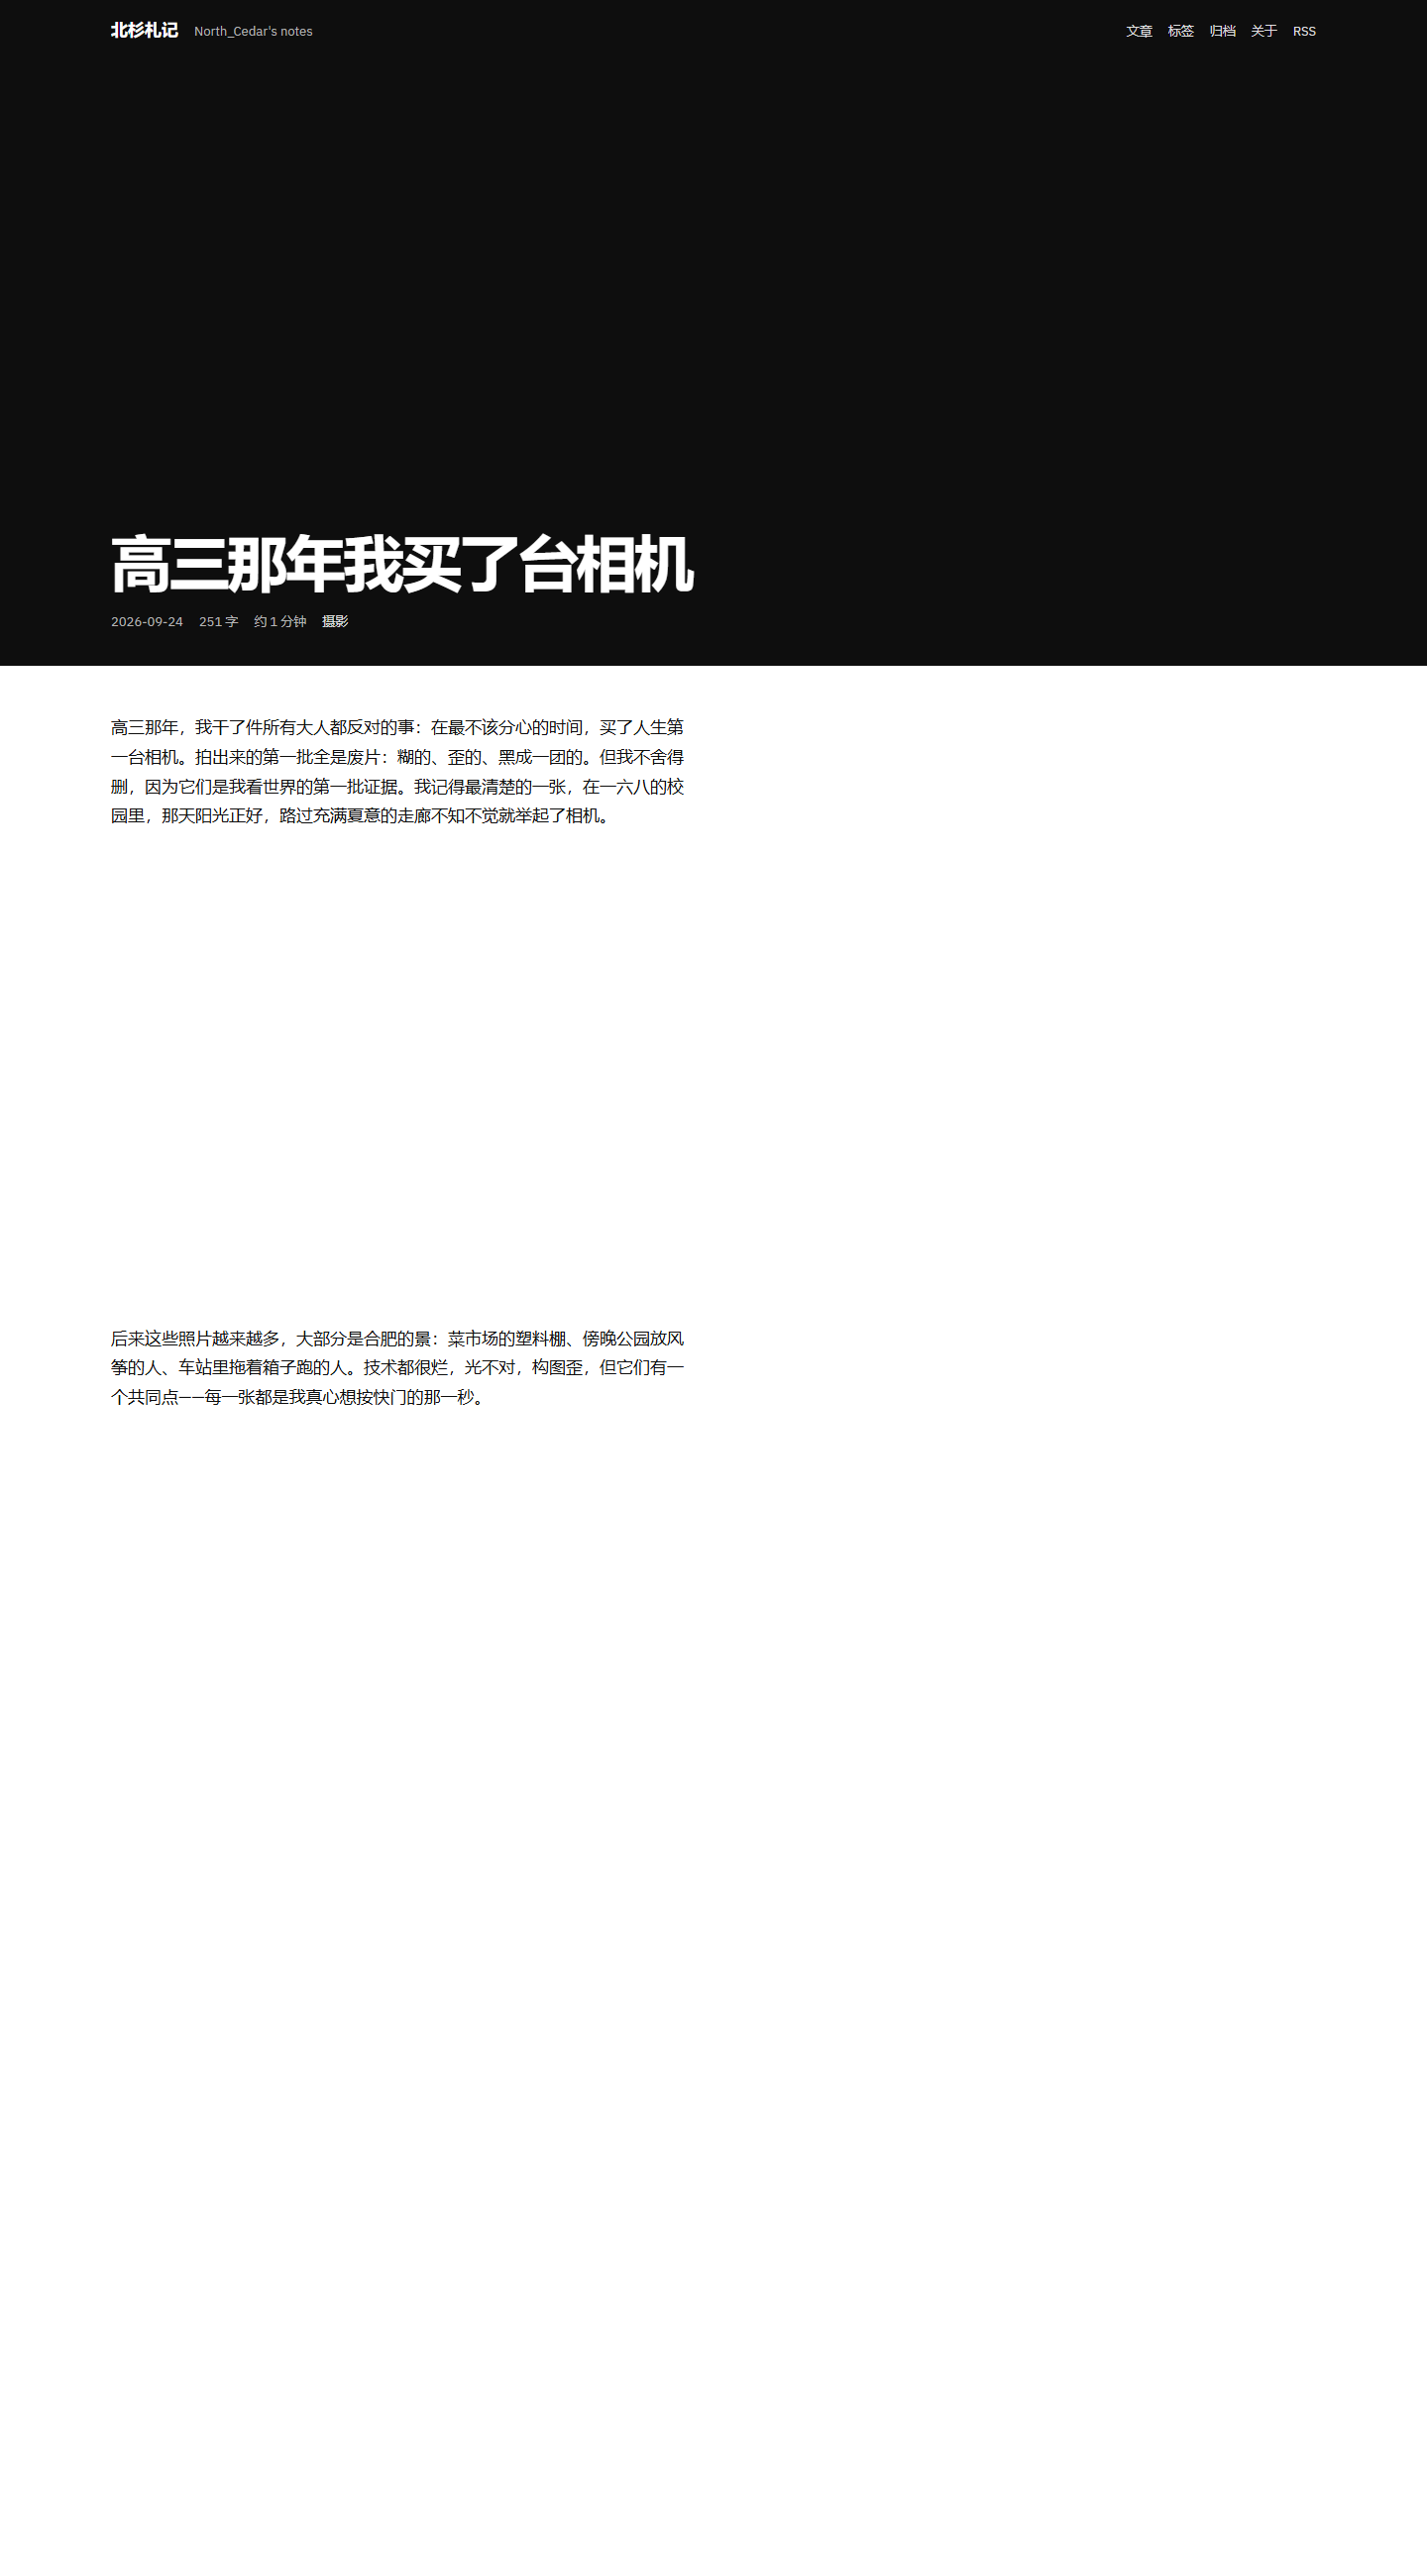 北杉札记 North_Cedar's notes 文章 标签 归档 关于 RSS
高三那年我买了台相机
2026-09-24 251 字 约 1 分钟 摄影
高三那年，我干了件所有大人都反对的事：在最不该分心的时间，买了人生第
一台相机。拍出来的第一批全是废片：糊的、歪的、黑成一团的。但我不舍得
删，因为它们是我看世界的第一批证据。我记得最清楚的一张，在一六八的校
园里，那天阳光正好，路过充满夏意的走廊不知不觉就举起了相机。
后来这些照片越来越多，大部分是合肥的景：菜市场的塑料棚、傍晚公园放风
筝的人、车站里拖着箱子跑的人。技术都很烂，光不对，构图歪，但它们有一
个共同点——每一张都是我真心想按快门的那一秒。